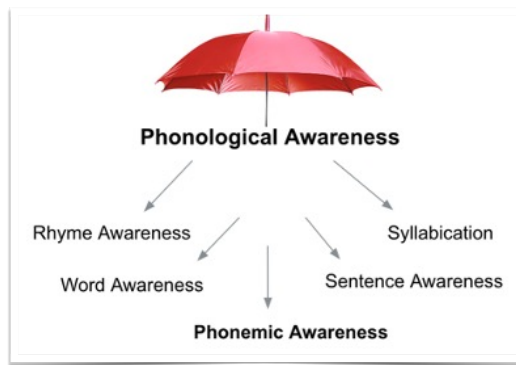 Phonological Awareness
Rhyme Awareness
Syllabication
Word Awareness
Sentence Awareness
Phonemic Awareness